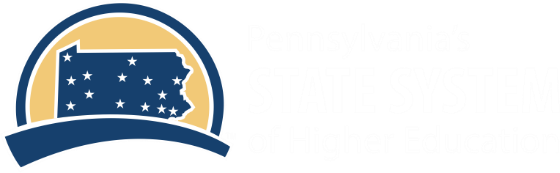 Pennsylvania's
STATE SYSTEM
of Higher Education